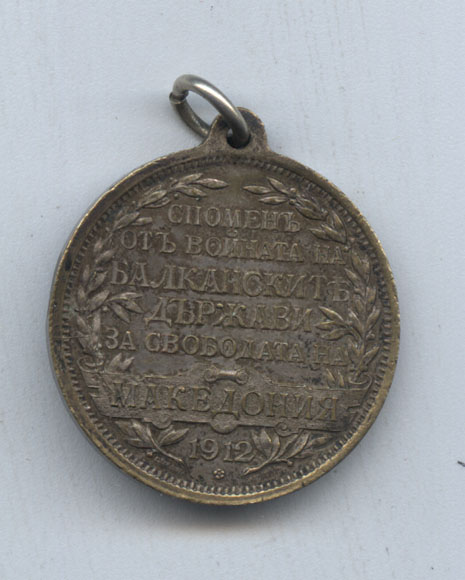 СПОМЕНЪ
ОТЪ ВОЙНАТА НА
БАЛКАНСКИТѢ
ДЪРЖАВИ
ЗА СВОБОДАТА НА
МАКЕДОНИЯ
1912